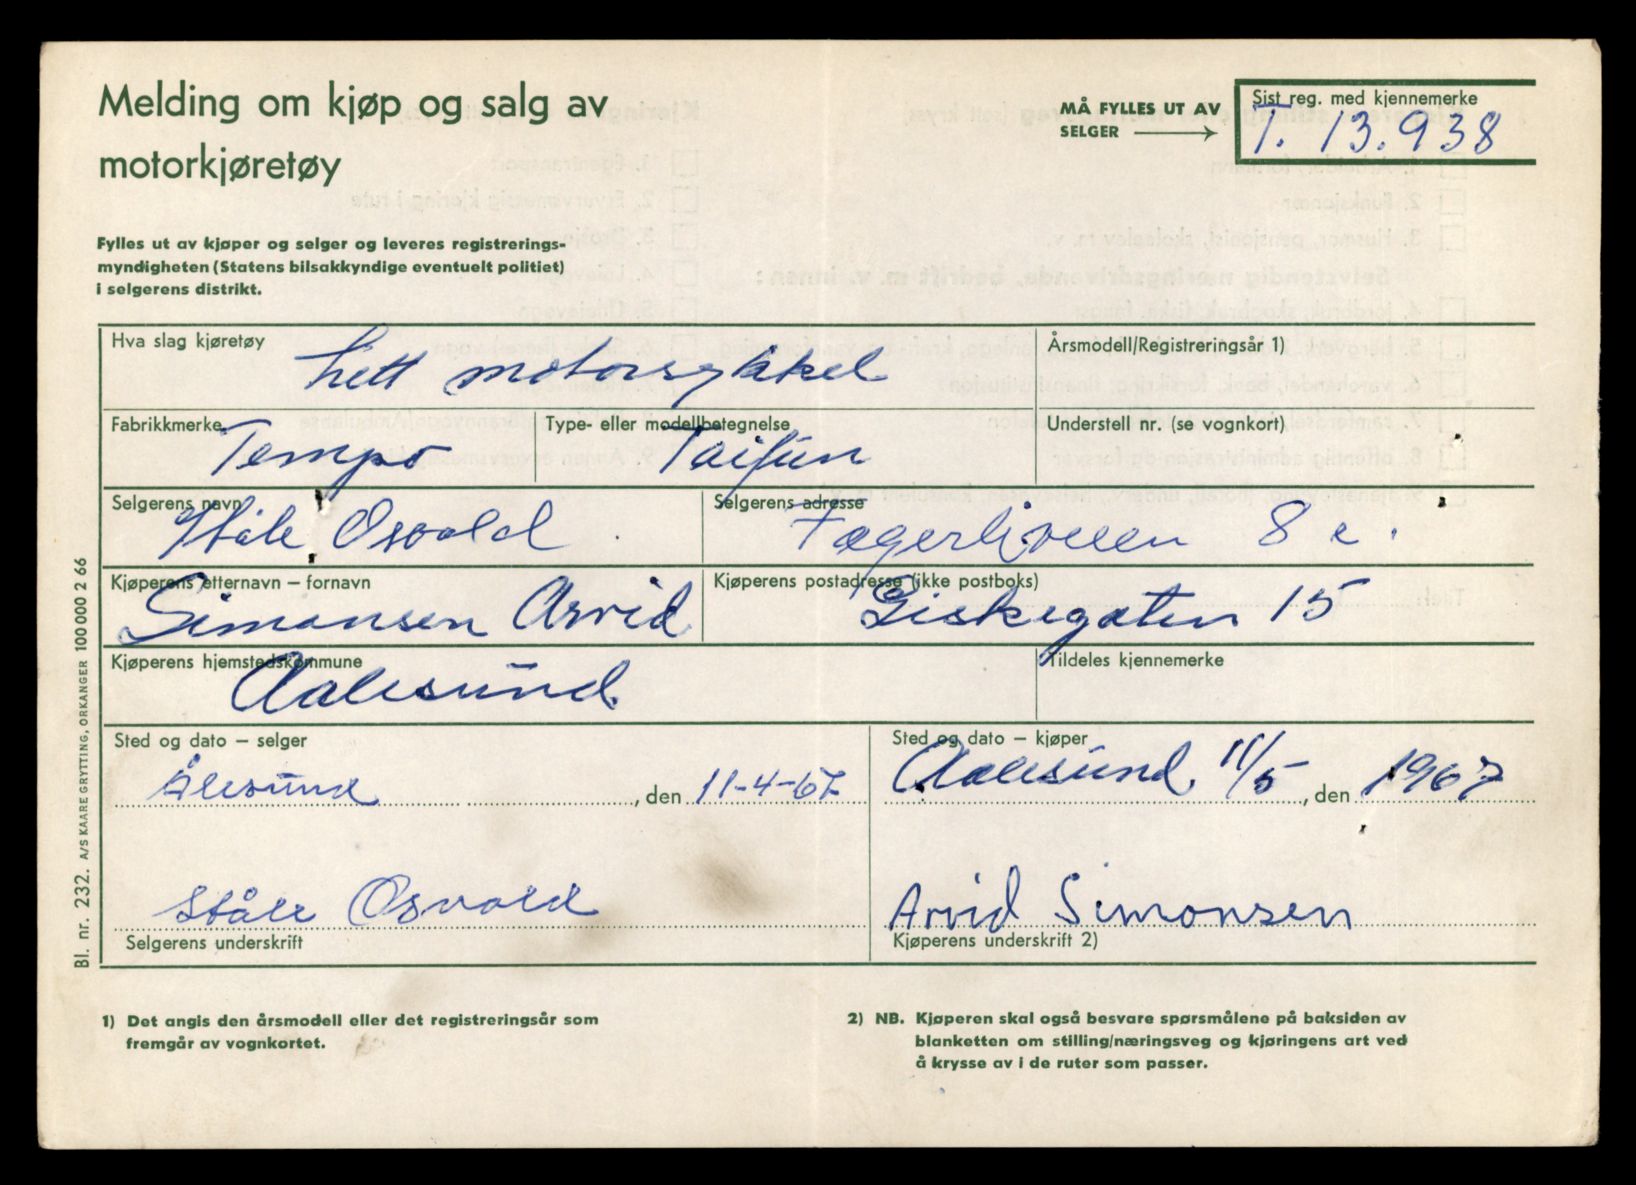 Melding om kjøp og salg av
motorkjøretøy
MÅ FYLLES UT AV
SELGER
Sist reg. med kjennemerke
T. 13.938
Fylles ut av kjøper og selger og leveres registrerings-
myndigheten (Statens bilsakkyndige eventuelt politiet)
i selgerens distrikt.
Hva slag kjøretøy
Lett motorsykkel
Årsmodell/Registreringsår 1)
Fabrikkmerke
Tempo
Type- eller modellbetegnelse
Taifun
Understell nr. (se vognkort)
Selgerens navn
Ståle Osvold
Selgerens adresse
Fagerliveien 8 c.
Kjøperens etternavn – fornavn
Simonsen Arvid
Kjøperens postadresse (ikke postboks)
Giskegaten 15
Kjøperens hjemstedskommune
Aalesund
Tildeles kjennemerke
Sted og dato – selger
Ålesund, den 11-4-67
Sted og dato – kjøper
Aalesund 11/5, den 1967
Ståle Osvold
Selgerens underskrift
Arvid Simonsen
Kjøperens underskrift 2)
1) Det angis den årsmodell eller det registreringsår som
fremgår av vognkortet.
2) NB. Kjøperen skal også besvare spørsmålene på baksiden av
blanketten om stilling/næringsveg og kjøringens art ved
å krysse av i de ruter som passer.
Bl. nr. 232. A/S KAARE GRYTTING, ORKANGER 100 000 2 66